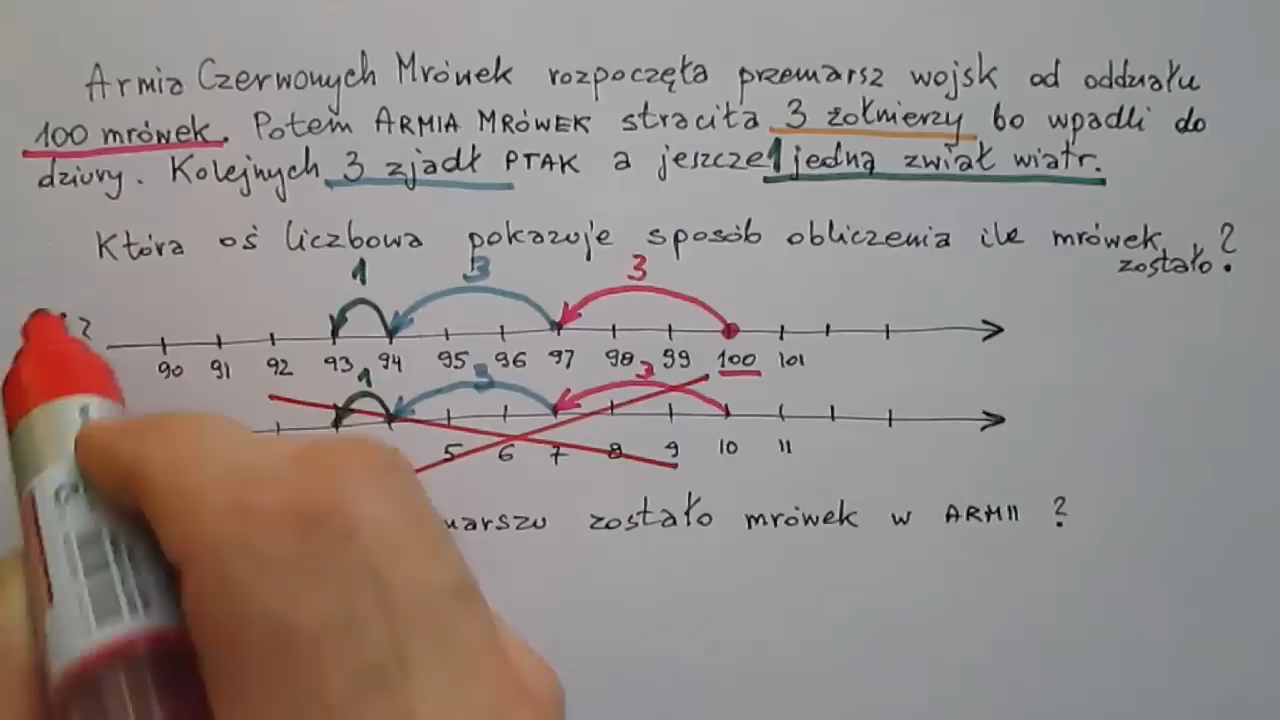 Armia Czerwonych Mrówek rozpoczęła przemarsz wojsk od oddziału
100 mrówek. Potem ARMIA MRÓWEK straciła 3 żołnierzy bo wpadli do
dziury. Kolejnych 3 zjadł PTAK a jeszcze 1 jedną zwiał wiatr.
Która oś liczbowa pokazuje sposób obliczenia ile mrówek
zostało?
1 3 3
?
90 91 92 93 94 95 96 97 98 99 100 101
1 3 3
5 6 7 8 9 10 11
zostało mrówek w ARMII ?